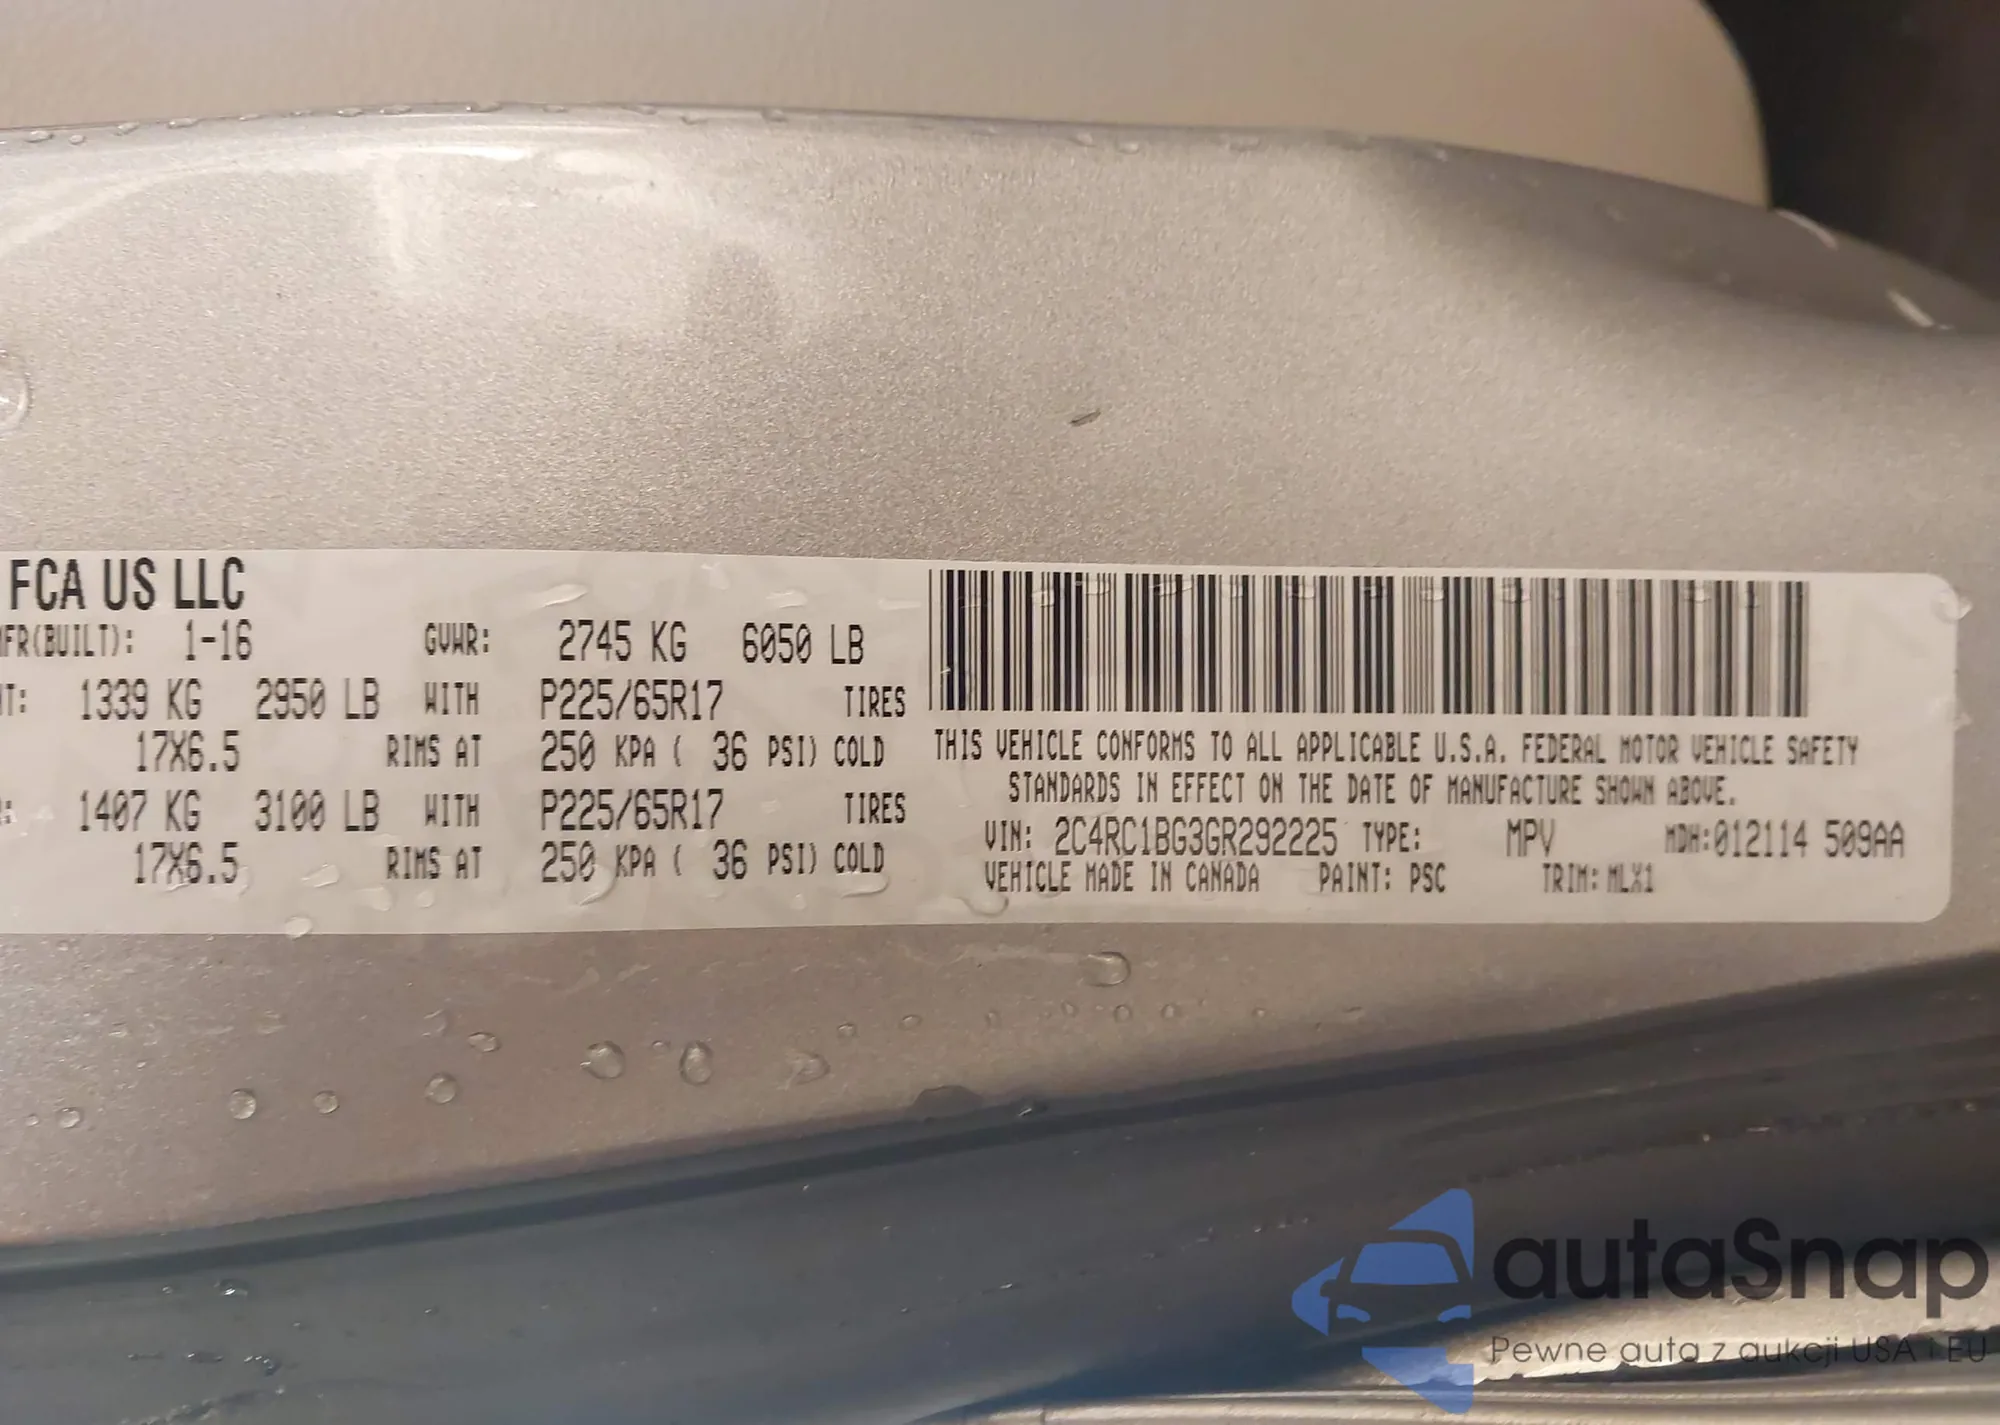 FCA US LLC
MFR(BUILT): 1-16 GVWR: 2745 KG 6050 LB
NT: 1339 KG 2950 LB WITH P225/65R17 TIRES
17X6.5 RIMS AT 250 KPA ( 36 PSI) COLD
R: 1407 KG 3100 LB WITH P225/65R17 TIRES
17X6.5 RIMS AT 250 KPA ( 36 PSI) COLD
THIS VEHICLE CONFORMS TO ALL APPLICABLE U.S.A. FEDERAL MOTOR VEHICLE SAFETY
STANDARDS IN EFFECT ON THE DATE OF MANUFACTURE SHOWN ABOVE.
VIN: 2C4RC1BG3GR292225 TYPE: MPV MDH:012114 509AA
VEHICLE MADE IN CANADA PAINT: PSC TRIM: MLX1
autaSnap
Pewne auta z aukcji USA i EU